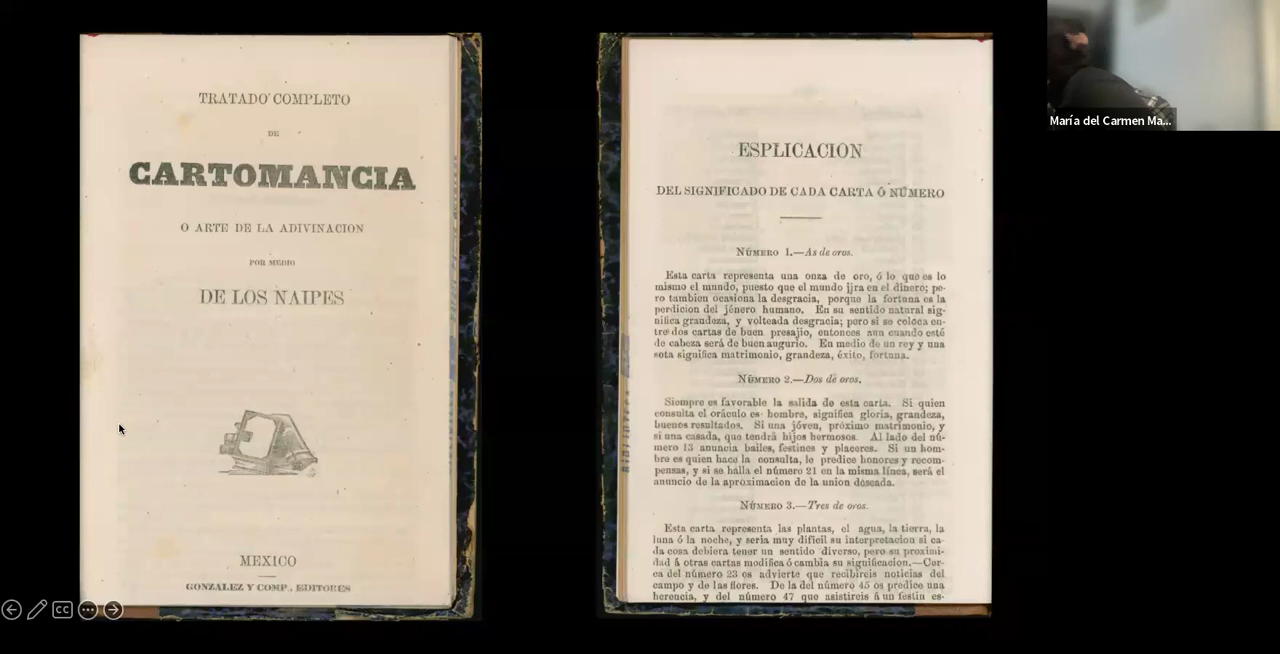 TRATADO COMPLETO
DE
CARTOMANCIA
O ARTE DE LA ADIVINACION
POR MEDIO
DE LOS NAIPES
MEXICO
GONZALEZ Y COMP., EDITORES
ESPLICACION
DEL SIGNIFICADO DE CADA CARTA Ó NÚMERO
NÚMERO 1.—As de oros.
Esta carta representa una onza de oro, ó lo que es lo
mismo el mundo, puesto que el mundo jira en el dinero; pe-
ro tambien ocasiona la desgracia, porque la fortuna es la
perdicion del jénero humano. En su sentido natural sig-
nifica grandeza, y volteada desgracia; pero si se coloca en-
tre dos cartas de buen presajio, entonces aun cuando esté
de cabeza será de buen augurio. En medio de un rey y una
sota significa matrimonio, grandeza, éxito, fortuna.
NÚMERO 2.—Dos de oros.
Siempre es favorable la salida de esta carta. Si quien
consulta el oráculo es hombre, significa gloria, grandeza,
buenos resultados. Si una jóven, próximo matrimonio, y
si una casada, que tendrá hijos hermosos. Al lado del nú-
mero 13 anuncia bailes, festines y placeres. Si un hom-
bre es quien hace la consulta, le predice honores y recom-
pensas, y si se halla el número 21 en la misma línea, será el
anuncio de la aproximacion de la union deseada.
NÚMERO 3.—Tres de oros.
Esta carta representa las plantas, el agua, la tierra, la
luna ó la noche, y seria muy dificil su interpretacion si ca-
da cosa debiera tener un sentido diverso, pero su proximi-
dad á otras cartas modifica ó cambia su significacion.—Cer-
ca del número 23 os advierte que recibireis noticias del
campo y de las flores. De la del número 45 os predice una
herencia, y del número 47 que asistireis á un festin es-
María del Carmen Ma...
CC